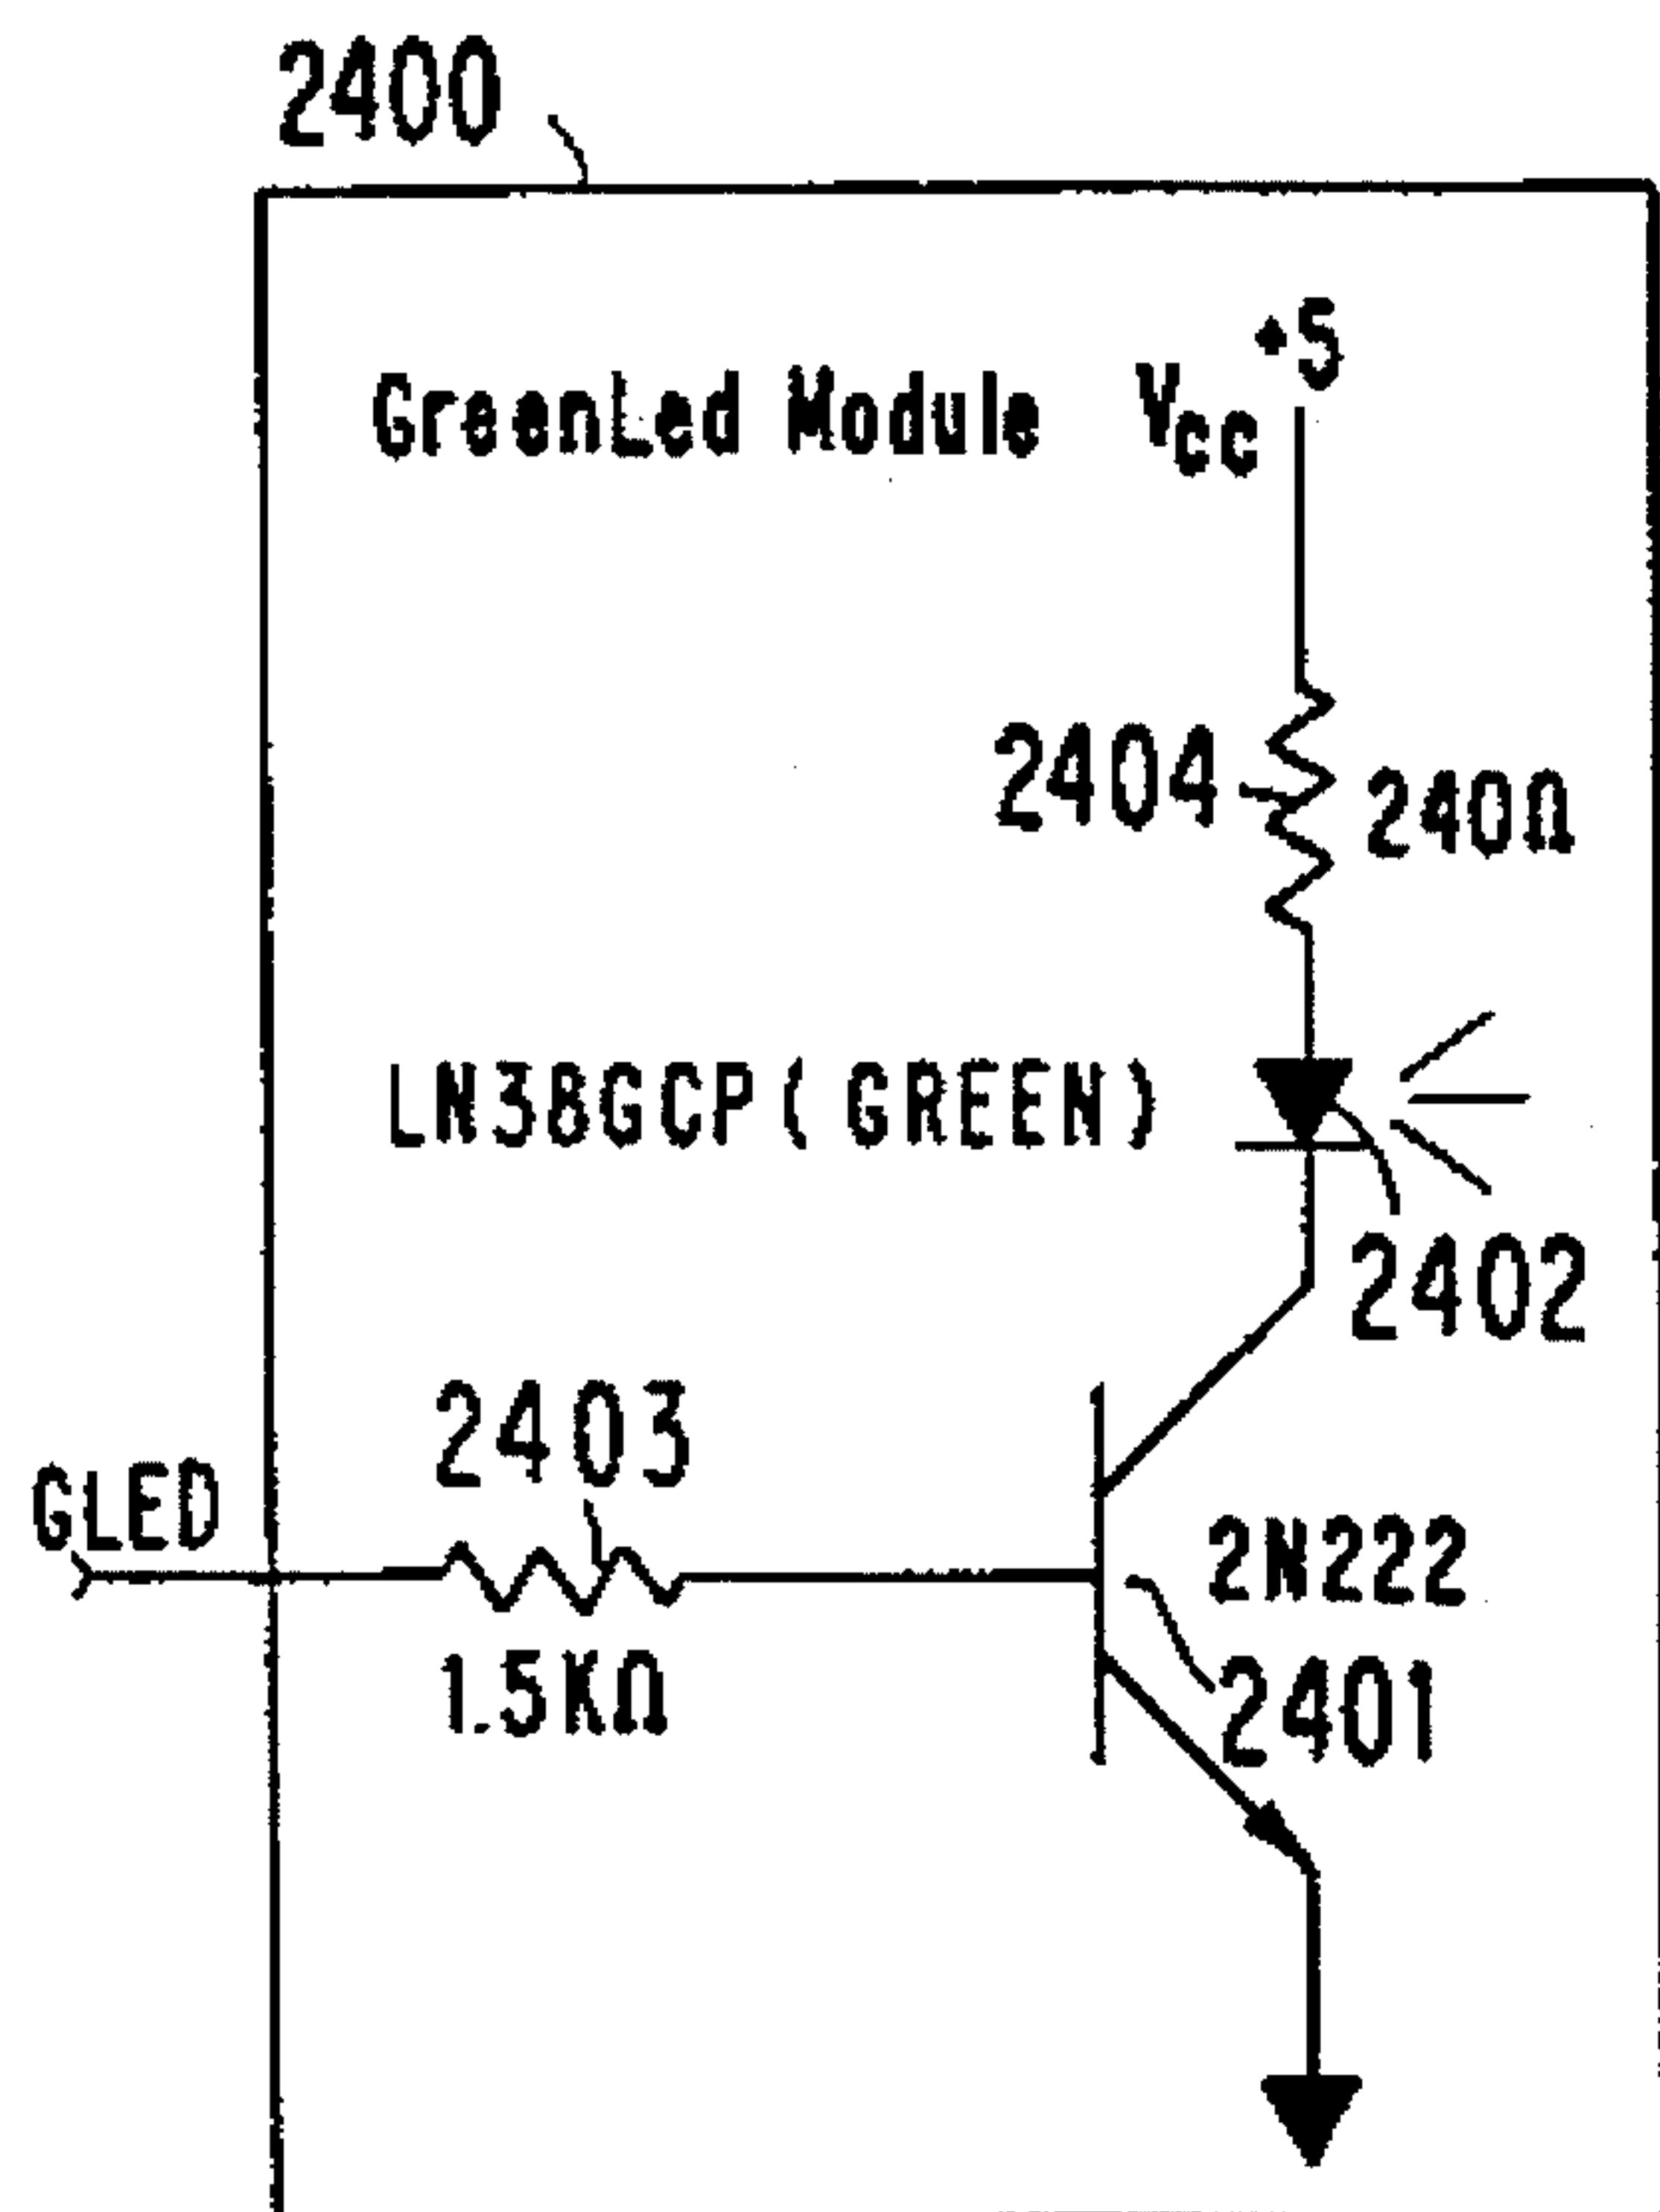 2400
+5
Greenled Module Vcc
2404
240Ω
LN38GCP(GREEN)
2402
2403
GLED
2N222
1.5KΩ
2401